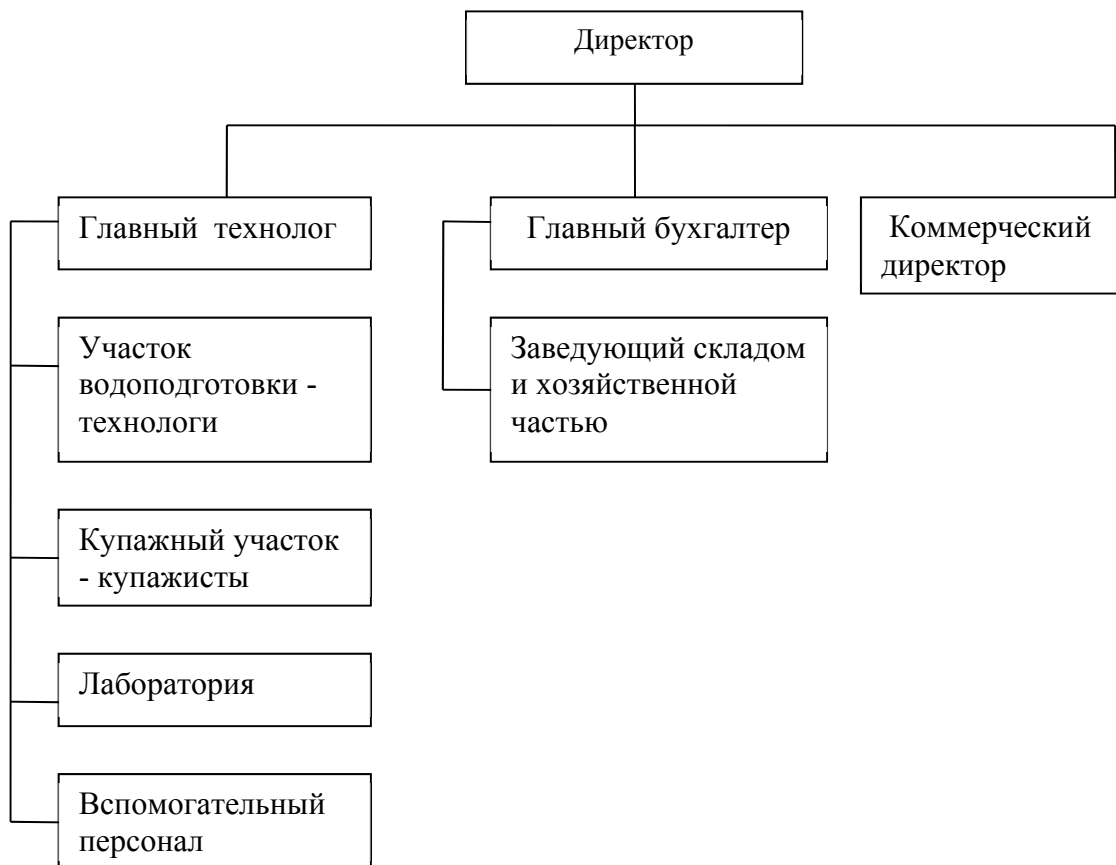 Директор
Главный технолог
Главный бухгалтер
Коммерческий
директор
Участок
водоподготовки -
технологи
Заведующий складом
и хозяйственной
частью
Купажный участок
- купажисты
Лаборатория
Вспомогательный
персонал